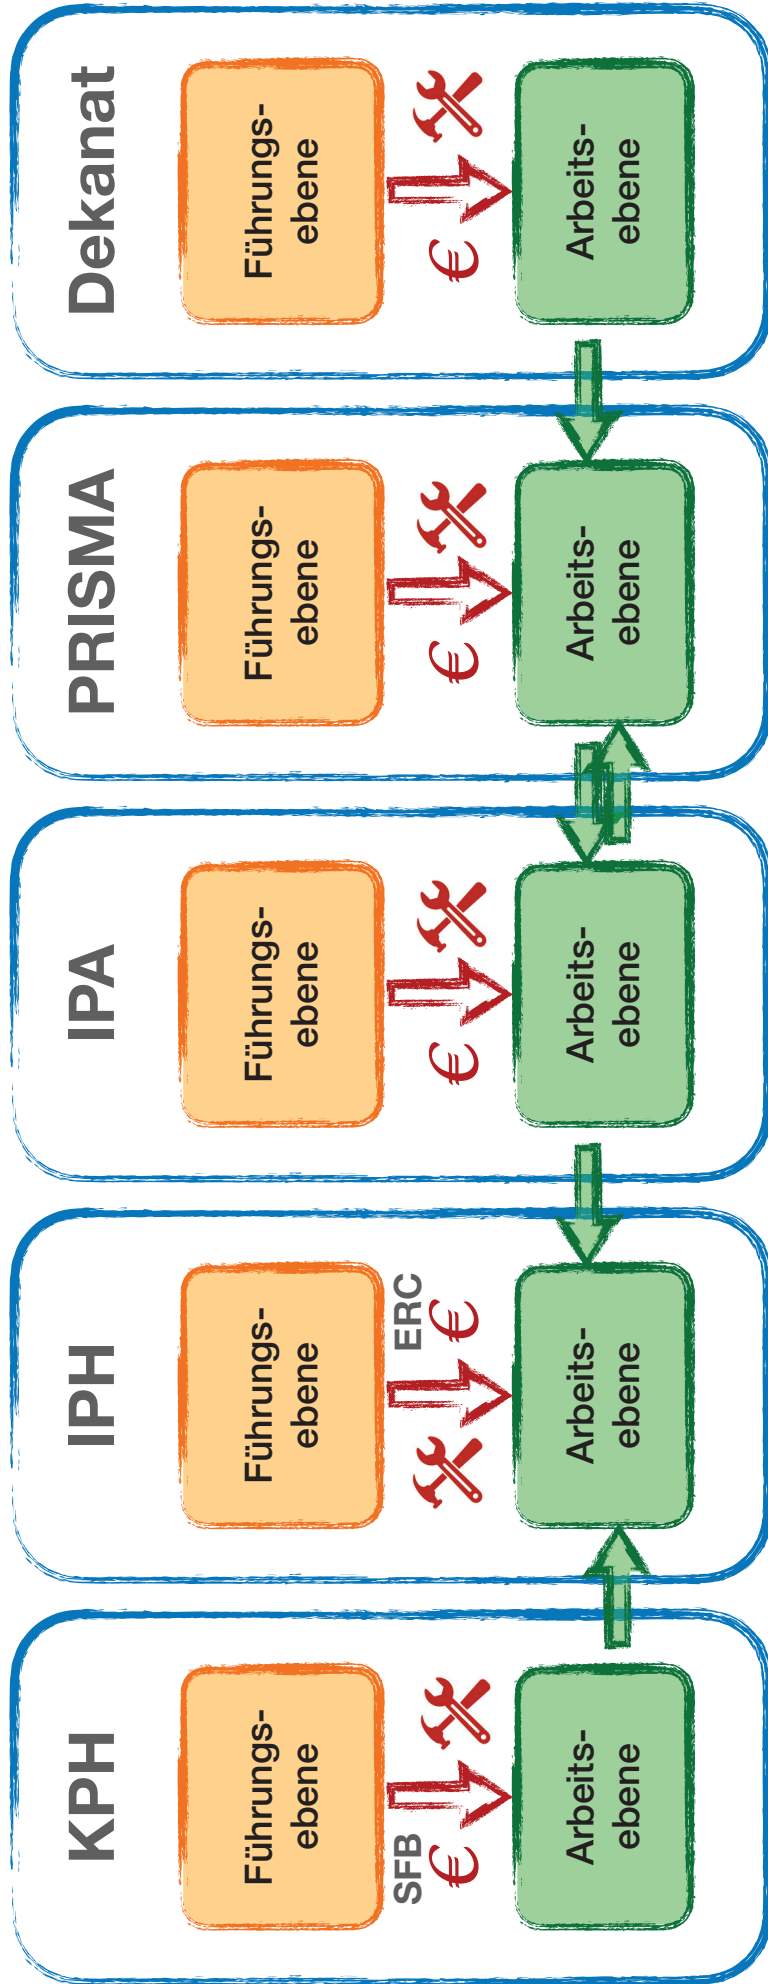 KPH
Führungs-
ebene
SFB
€
Arbeits-
ebene
IPH
Führungs-
ebene
ERC
€
Arbeits-
ebene
IPA
Führungs-
ebene
€
Arbeits-
ebene
PRISMA
Führungs-
ebene
€
Arbeits-
ebene
Dekanat
Führungs-
ebene
€
Arbeits-
ebene